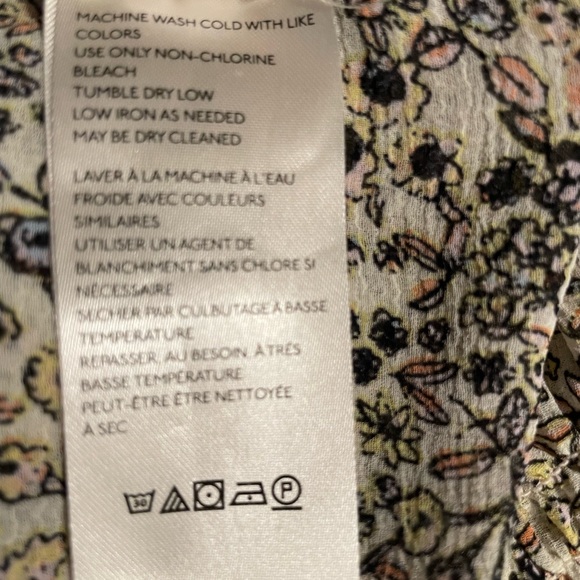 MACHINE WASH COLD WITH LIKE
COLORS
USE ONLY NON-CHLORINE
BLEACH
TUMBLE DRY LOW
LOW IRON AS NEEDED
MAY BE DRY CLEANED
LAVER À LA MACHINE À L'EAU
FROIDE AVEC COULEURS
SIMILAIRES
UTILISER UN AGENT DE
BLANCHIMENT SANS CHLORE SI
NÉCESSAIRE
SÉCHER PAR CULBUTAGE À BASSE
TEMPÉRATURE
REPASSER, AU BESOIN, À TRÈS
BASSE TEMPÉRATURE
PEUT-ÊTRE ÊTRE NETTOYÉE
À SEC
30 P